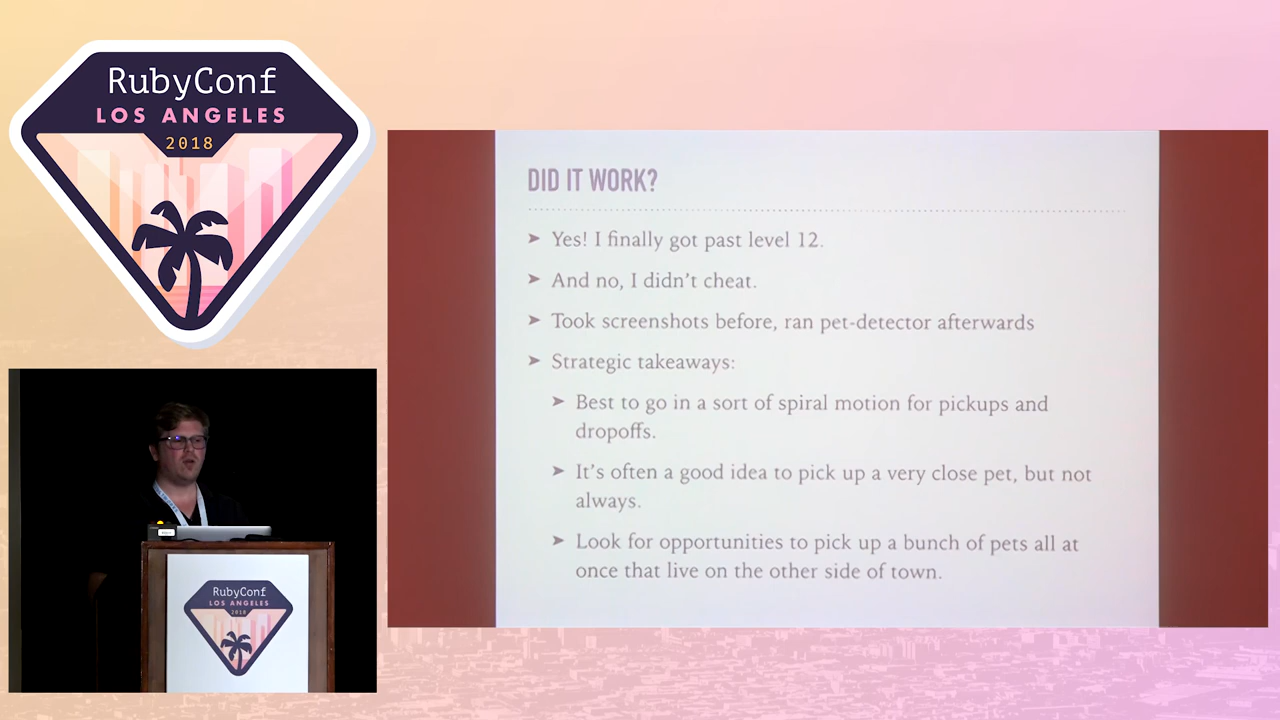 RubyConf
LOS ANGELES
2018
DID IT WORK?
➤ Yes! I finally got past level 12.
➤ And no, I didn't cheat.
➤ Took screenshots before, ran pet-detector afterwards
➤ Strategic takeaways:
➤ Best to go in a sort of spiral motion for pickups and
dropoffs.
➤ It's often a good idea to pick up a very close pet, but not
always.
➤ Look for opportunities to pick up a bunch of pets all at
once that live on the other side of town.
RubyConf
LOS ANGELES
2018